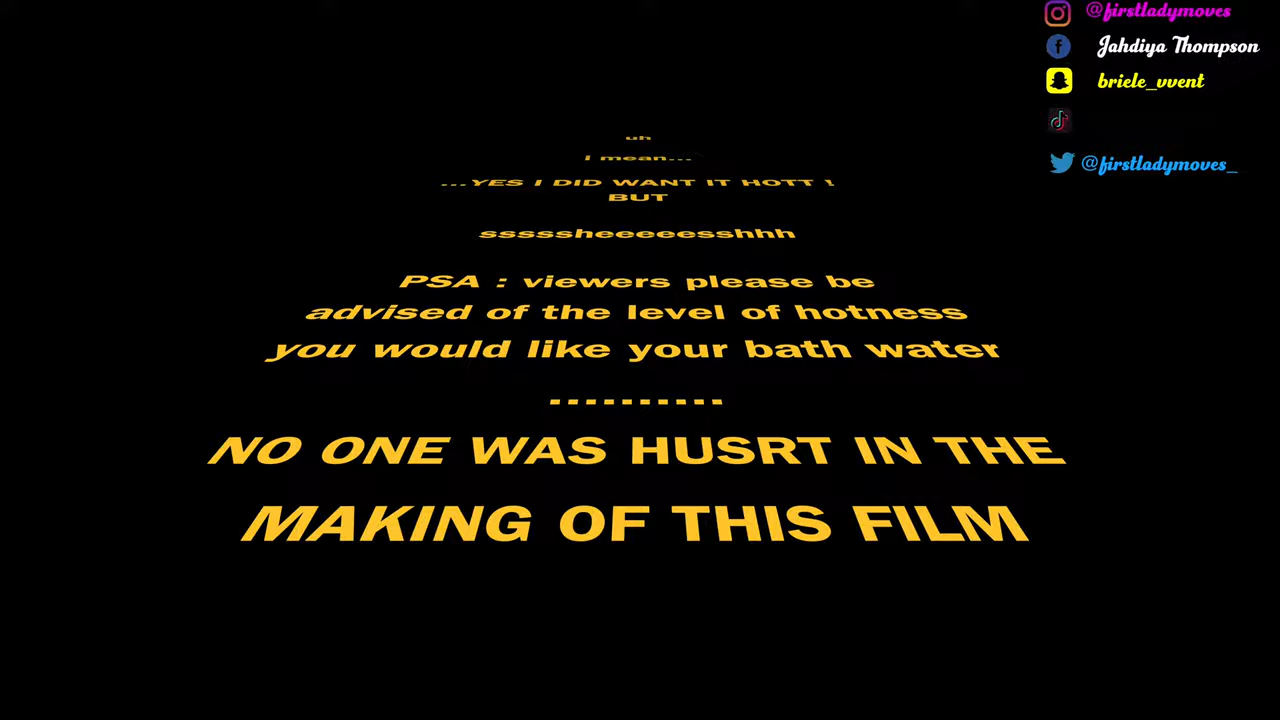 @firstladymoves
Jahdiya Thompson
briele_vvent
@firstladymoves_
uh
I mean...
...YES I DID WANT IT HOTT !
BUT
sssssheeeeesshhh
PSA : viewers please be
advised of the level of hotness
you would like your bath water
----------
NO ONE WAS HUSRT IN THE
MAKING OF THIS FILM